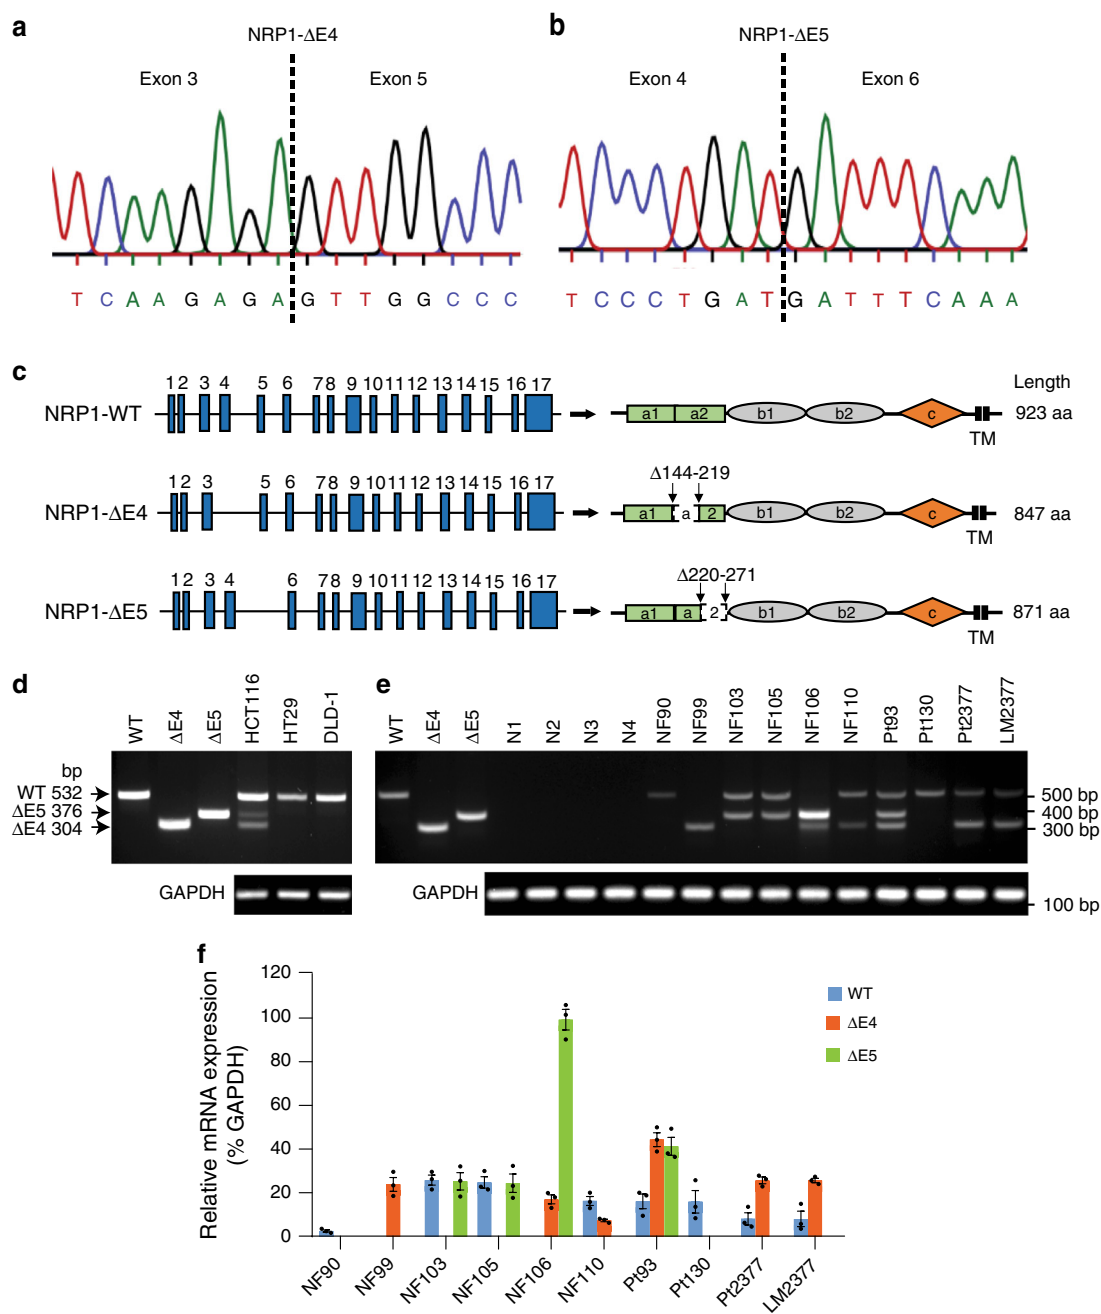 a
NRP1-ΔE4
Exon 3
Exon 5
T C A A G A G A G T T G G C C C
b
NRP1-ΔE5
Exon 4
Exon 6
T C C C T G A T G A T T T C A A A
c
Length
1 2 3 4 5 6 7 8 9 10 11 12 13 14 15 16 17
NRP1-WT
a1 a2 b1 b2 c
923 aa
TM
Δ144-219
1 2 3 5 6 7 8 9 10 11 12 13 14 15 16 17
NRP1-ΔE4
a1 a 2 b1 b2 c
847 aa
TM
Δ220-271
1 2 3 4 6 7 8 9 10 11 12 13 14 15 16 17
NRP1-ΔE5
a1 a 2 b1 b2 c
871 aa
TM
d
WT ΔE4 ΔE5 HCT116 HT29 DLD-1
bp
WT 532
ΔE5 376
ΔE4 304
GAPDH
e
WT ΔE4 ΔE5 N1 N2 N3 N4 NF90 NF99 NF103 NF105 NF106 NF110 Pt93 Pt130 Pt2377 LM2377
500 bp
400 bp
300 bp
GAPDH
100 bp
f
Relative mRNA expression
(% GAPDH)
120
100
80
60
40
20
0
WT
ΔE4
ΔE5
NF90 NF99 NF103 NF105 NF106 NF110 Pt93 Pt130 Pt2377 LM2377